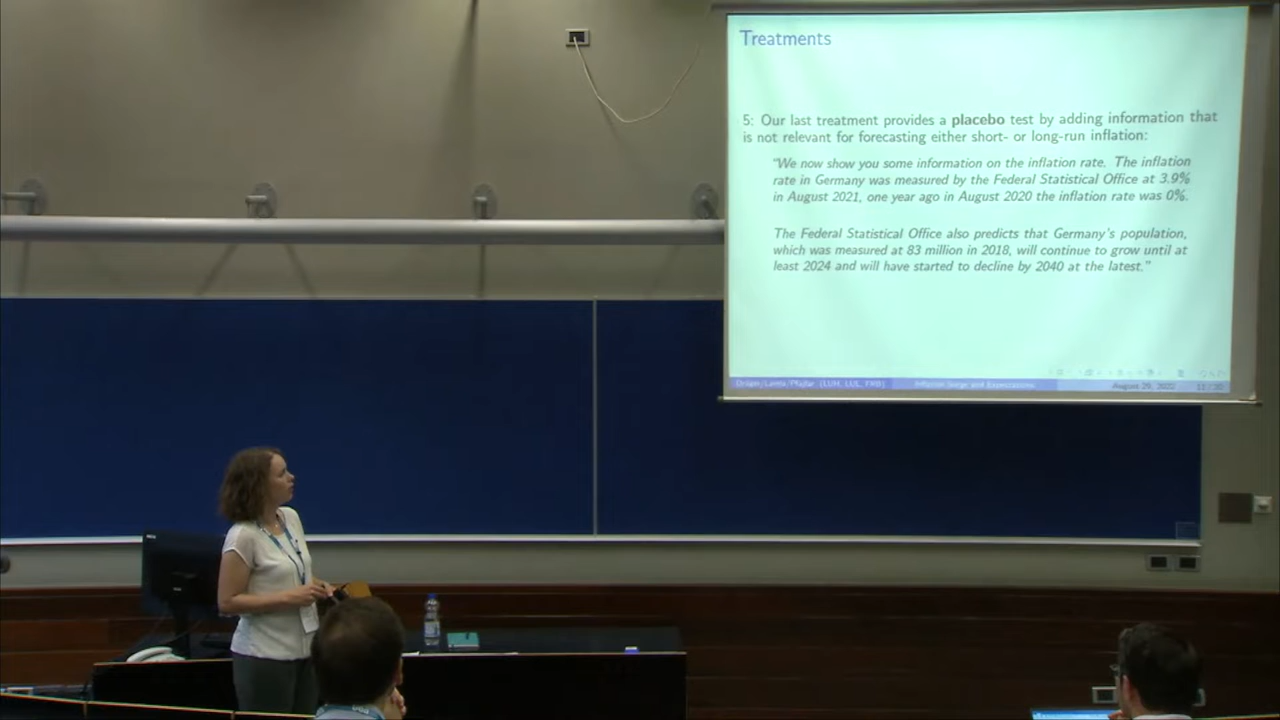 Treatments
5: Our last treatment provides a placebo test by adding information that
is not relevant for forecasting either short- or long-run inflation:
"We now show you some information on the inflation rate. The inflation
rate in Germany was measured by the Federal Statistical Office at 3.9%
in August 2021, one year ago in August 2020 the inflation rate was 0%.
The Federal Statistical Office also predicts that Germany's population,
which was measured at 83 million in 2018, will continue to grow until at
least 2024 and will have started to decline by 2040 at the latest."
Inflation Surge and Expectations